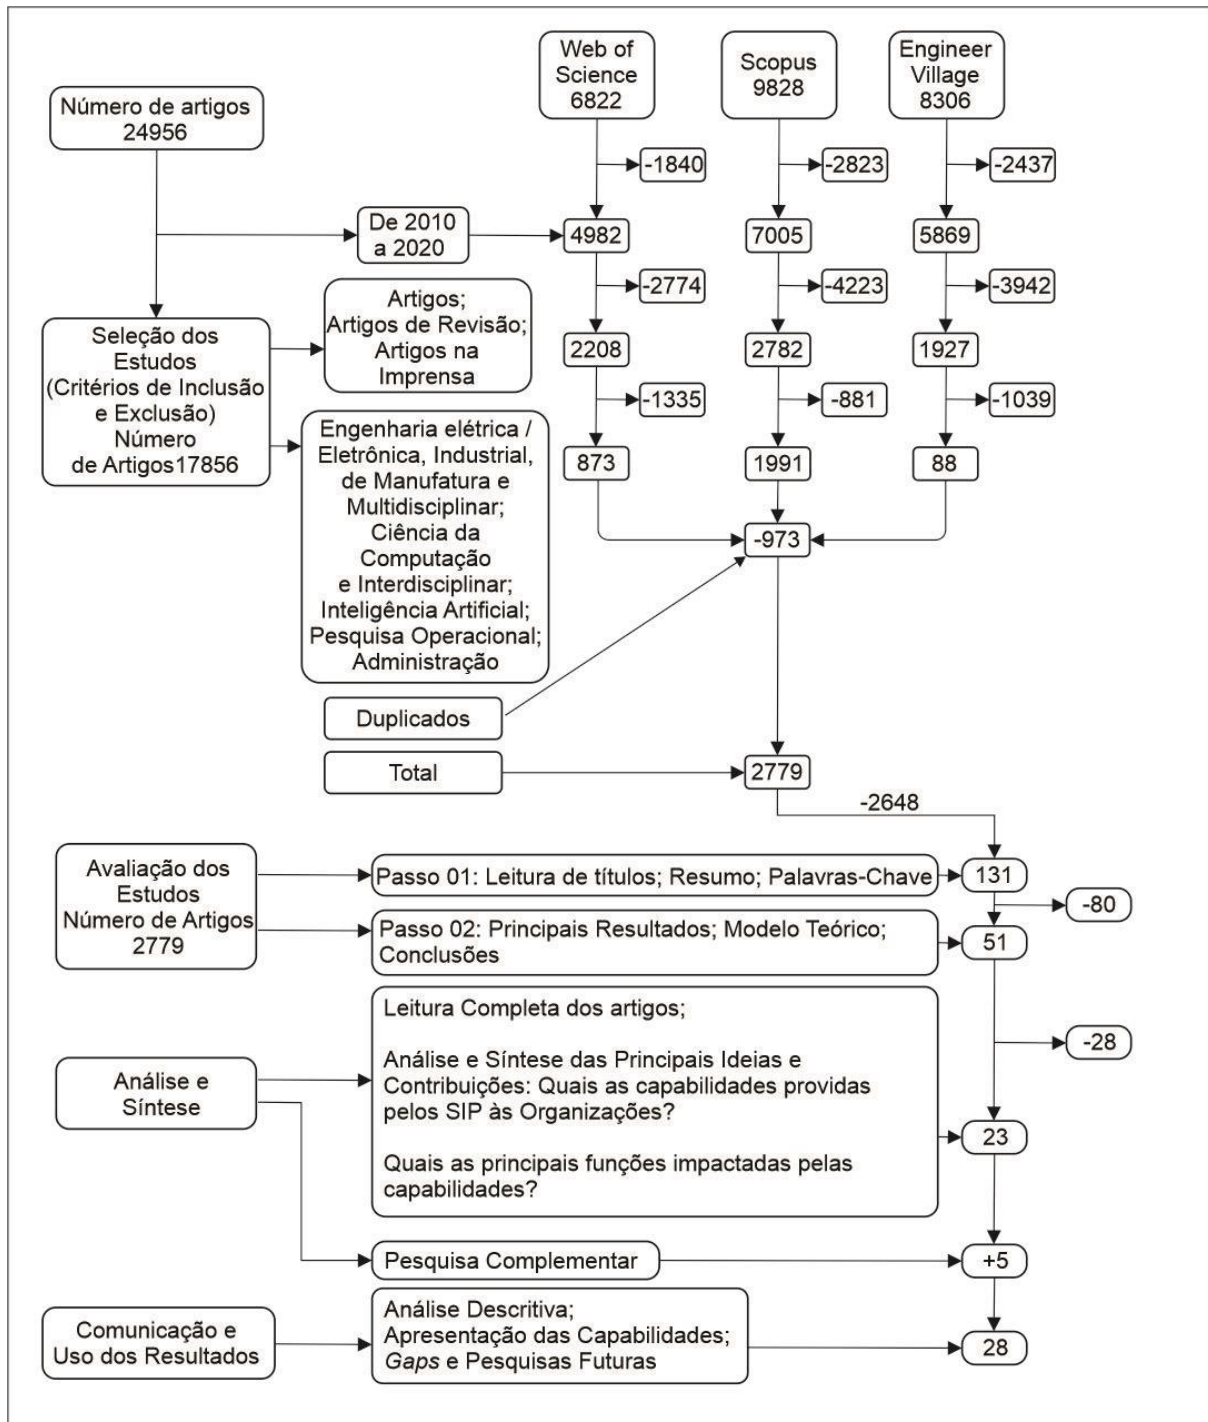 Web of
Science
6822
Scopus
9828
Engineer
Village
8306
Número de artigos
24956
-1840
-2823
-2437
De 2010
a 2020
4982
7005
5869
-2774
-4223
-3942
Seleção dos
Estudos
(Critérios de Inclusão
e Exclusão)
Número
de Artigos17856
Artigos;
Artigos de Revisão;
Artigos na
Imprensa
2208
2782
1927
-1335
-881
-1039
Engenharia elétrica /
Eletrônica, Industrial,
de Manufatura e
Multidisciplinar;
Ciência da
Computação
e Interdisciplinar;
Inteligência Artificial;
Pesquisa Operacional;
Administração
873
1991
88
-973
Duplicados
Total
2779
-2648
Avaliação dos
Estudos
Número de Artigos
2779
Passo 01: Leitura de títulos; Resumo; Palavras-Chave
131
-80
Passo 02: Principais Resultados; Modelo Teórico;
Conclusões
51
Leitura Completa dos artigos;
Análise e Síntese das Principais Ideias e
Contribuições: Quais as capabilidades providas
pelos SIP às Organizações?
Quais as principais funções impactadas pelas
capabilidades?
-28
Análise e
Síntese
23
Pesquisa Complementar
+5
Comunicação e
Uso dos Resultados
Análise Descritiva;
Apresentação das Capabilidades;
Gaps e Pesquisas Futuras
28